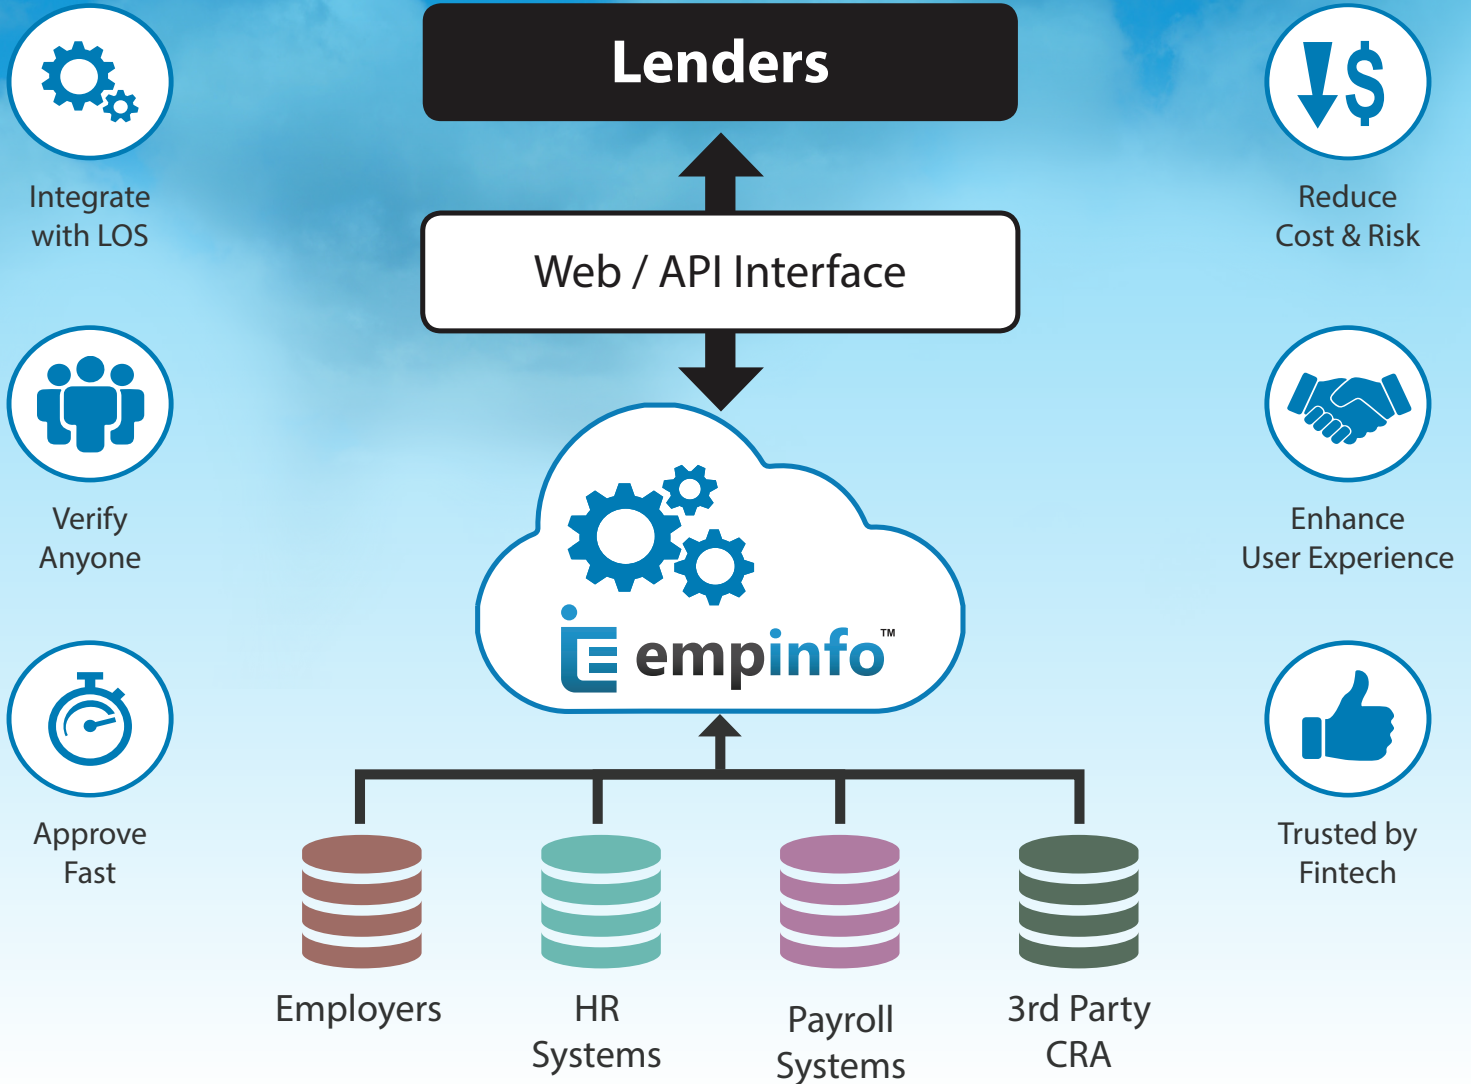 Lenders
Integrate
with LOS
Reduce
Cost & Risk
Web / API Interface
Verify
Anyone
Enhance
User Experience
empinfo™
Approve
Fast
Trusted by
Fintech
Employers
HR
Systems
Payroll
Systems
3rd Party
CRA